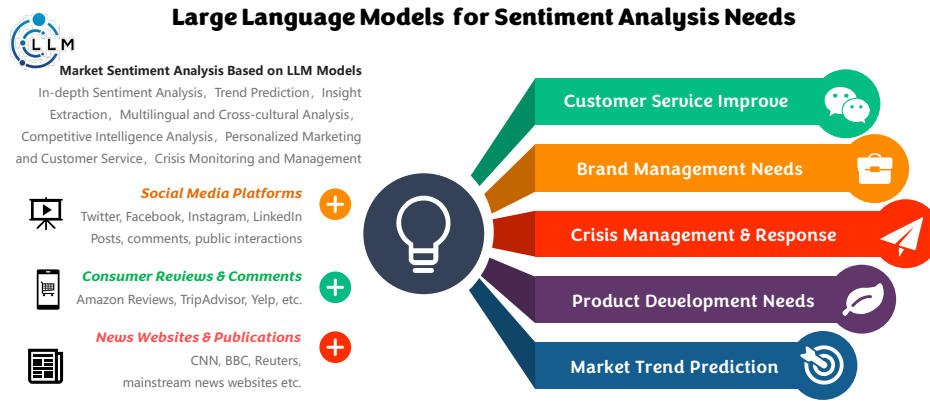 Large Language Models for Sentiment Analysis Needs
LLM
Market Sentiment Analysis Based on LLM Models
In-depth Sentiment Analysis, Trend Prediction, Insight
Extraction, Multilingual and Cross-cultural Analysis,
Competitive Intelligence Analysis, Personalized Marketing
and Customer Service, Crisis Monitoring and Management
Social Media Platforms
Twitter, Facebook, Instagram, LinkedIn
Posts, comments, public interactions
Consumer Reviews & Comments
Amazon Reviews, TripAdvisor, Yelp, etc.
News Websites & Publications
CNN, BBC, Reuters,
mainstream news websites etc.
Customer Service Improve
Brand Management Needs
Crisis Management & Response
Product Development Needs
Market Trend Prediction